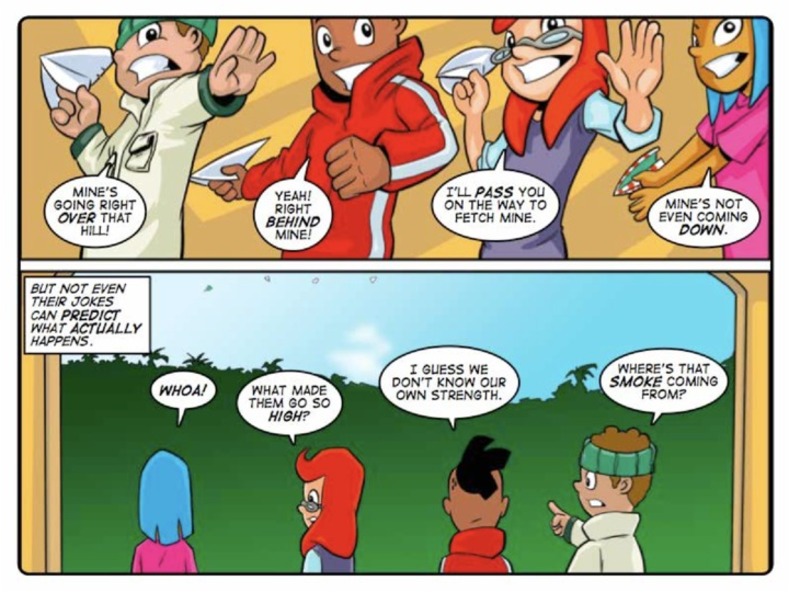 MINE'S
GOING RIGHT
OVER THAT
HILL!
YEAH!
RIGHT
BEHIND
MINE!
I'LL PASS YOU
ON THE WAY TO
FETCH MINE.
MINE'S NOT
EVEN COMING
DOWN.
BUT NOT EVEN
THEIR JOKES
CAN PREDICT
WHAT ACTUALLY
HAPPENS.
WHOA!
WHAT MADE
THEM GO SO
HIGH?
I GUESS WE
DON'T KNOW OUR
OWN STRENGTH.
WHERE'S THAT
SMOKE COMING
FROM?